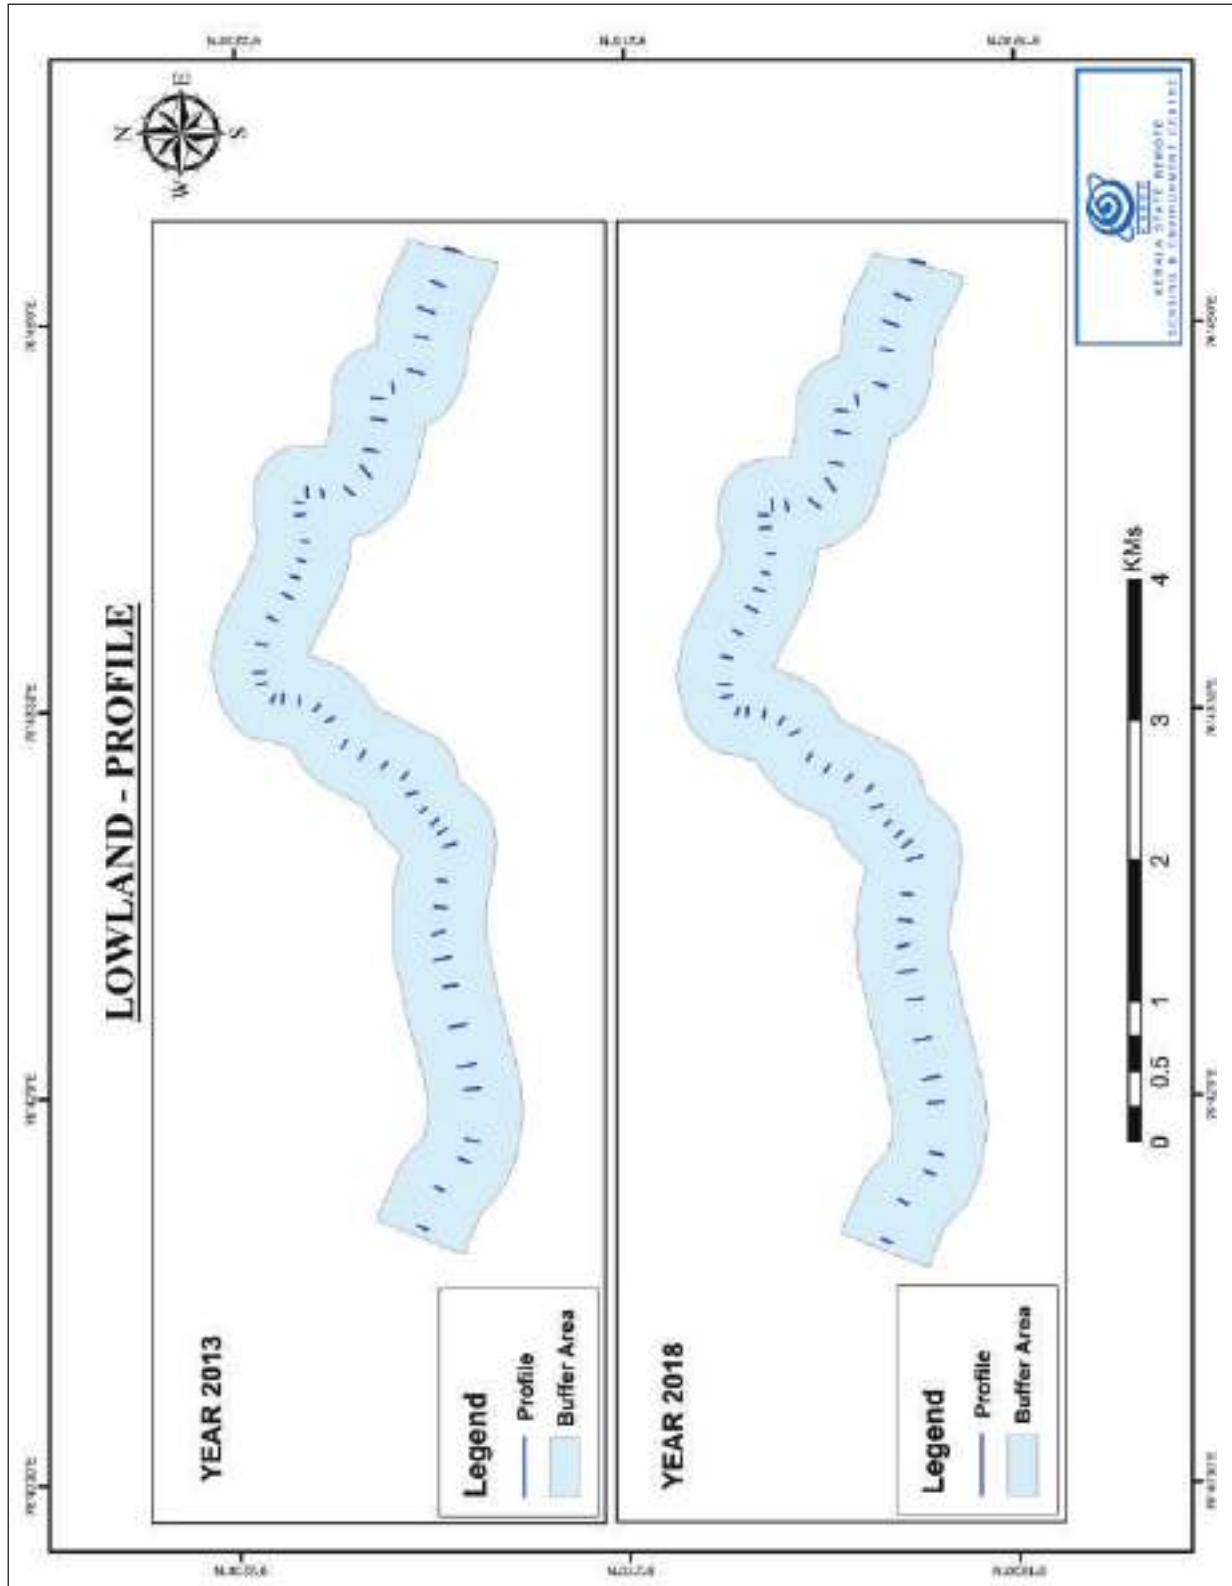 LOWLAND - PROFILE
N
W
E
S
YEAR 2013
Legend
Profile
Buffer Area
YEAR 2018
Legend
Profile
Buffer Area
0 0.5 1 2 3 4
KMs
KERALA STATE REMOTE
SENSING & ENVIRONMENT CENTRE